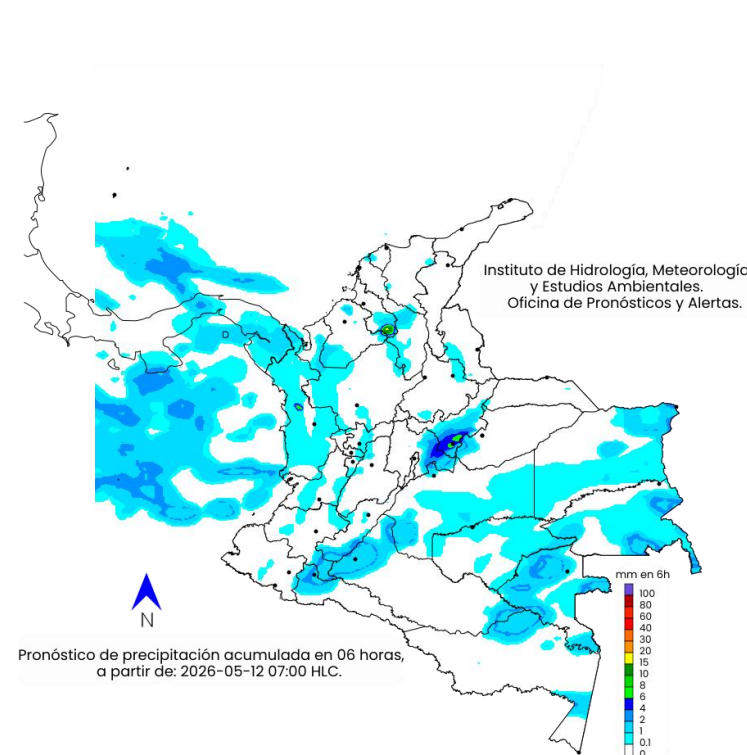 Instituto de Hidrología, Meteorología
y Estudios Ambientales.
Oficina de Pronósticos y Alertas.
D
mm en 6h
100
80
60
40
30
20
15
10
8
6
4
2
1
0.1
0
N
Pronóstico de precipitación acumulada en 06 horas,
a partir de: 2026-05-12 07:00 HLC.